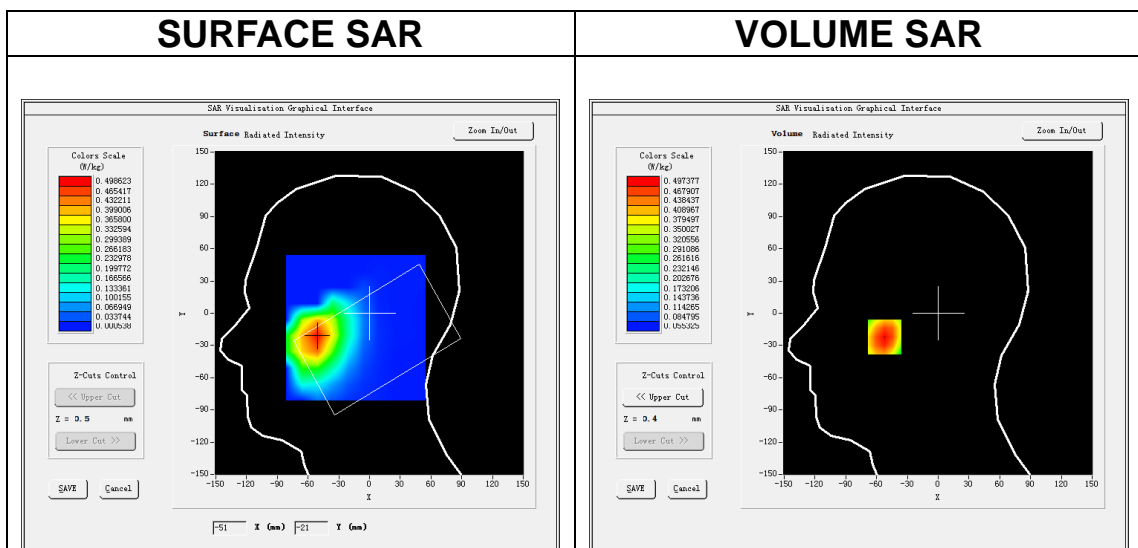 SURFACE SAR
VOLUME SAR
SAR Visualisation Graphical Interface
Surface Radiated Intensity
Zoom In/Out
Colors Scale
(W/kg)
0.498623
0.465417
0.432211
0.399006
0.365800
0.332594
0.299389
0.266183
0.232978
0.199772
0.166566
0.133361
0.100155
0.066949
0.033744
0.000538
150
120
90
60
30
0
-30
-60
-90
-120
-150
Y
-150 -120 -90 -60 -30 0 30 60 90 120 150
X
Z-Cuts Control
<< Upper Cut
Z = 0.5 mm
Lower Cut >>
SAVE Cancel
-51 X (mm) -21 Y (mm)
SAR Visualisation Graphical Interface
Volume Radiated Intensity
Zoom In/Out
Colors Scale
(W/kg)
0.497377
0.467907
0.438437
0.408967
0.379497
0.350027
0.320556
0.291086
0.261616
0.232146
0.202676
0.173206
0.143736
0.114265
0.084795
0.055325
150
120
90
60
30
0
-30
-60
-90
-120
-150
Y
-150 -120 -90 -60 -30 0 30 60 90 120 150
X
Z-Cuts Control
<< Upper Cut
Z = 0.4 mm
Lower Cut >>
SAVE Cancel